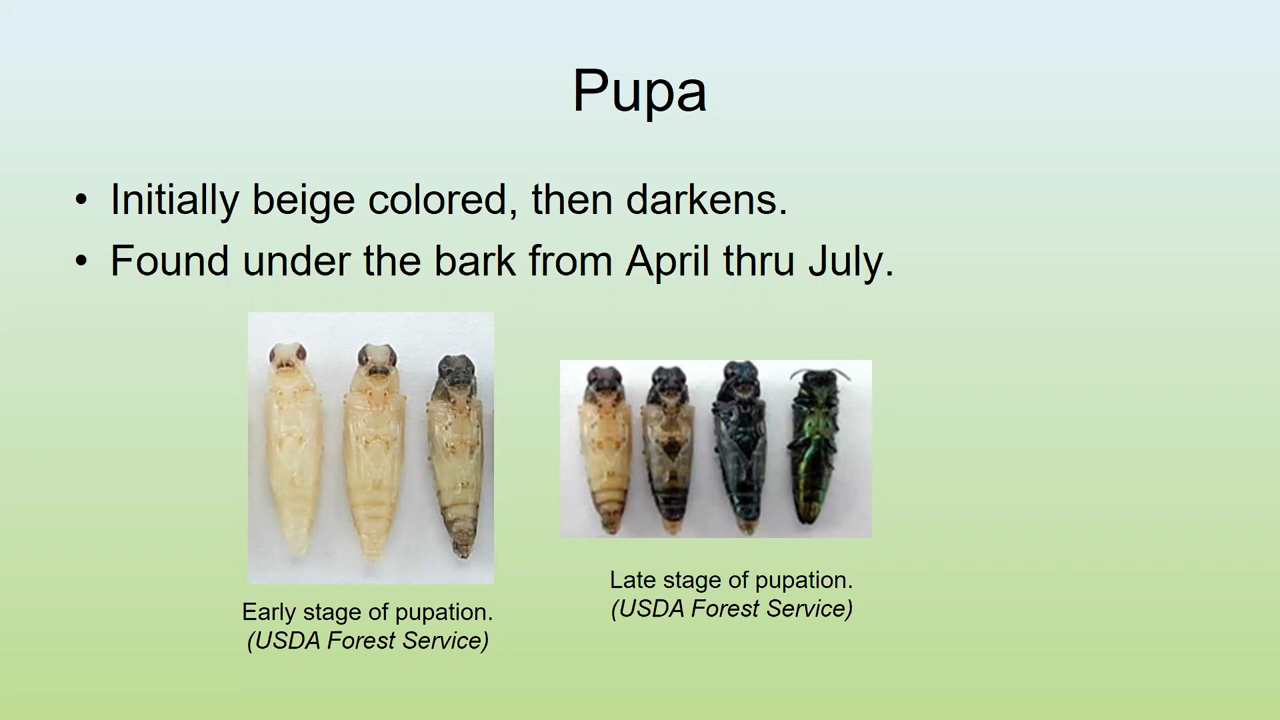 Pupa
• Initially beige colored, then darkens.
• Found under the bark from April thru July.
Early stage of pupation.
(USDA Forest Service)
Late stage of pupation.
(USDA Forest Service)